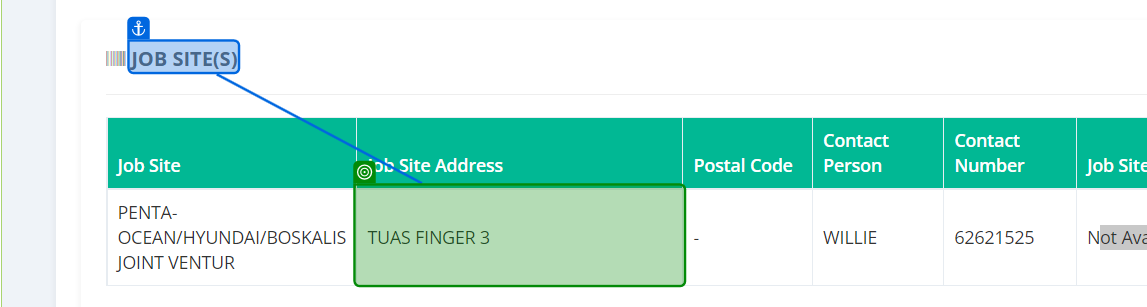 JOB SITE(S)
Job Site
Job Site Address
Postal Code
Contact
Person
Contact
Number
Job Site
PENTA-
OCEAN/HYUNDAI/BOSKALIS
JOINT VENTUR
TUAS FINGER 3
-
WILLIE
62621525
Not Ava